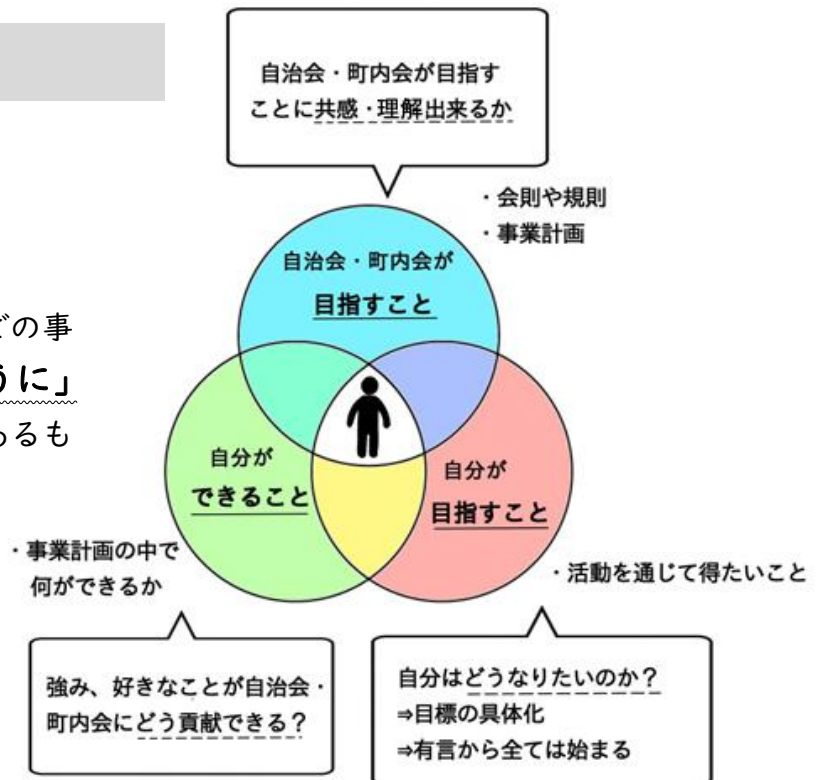 自治会・町内会が目指す
ことに共感・理解出来るか
・会則や規則
・事業計画
自治会・町内会が
目指すこと
どの事
うに」
あるも
自分が
できること
自分が
目指すこと
・事業計画の中で
何ができるか
・活動を通じて得たいこと
強み、好きなことが自治会・
町内会にどう貢献できる？
自分はどうなりたいのか？
⇒目標の具体化
⇒有言から全ては始まる